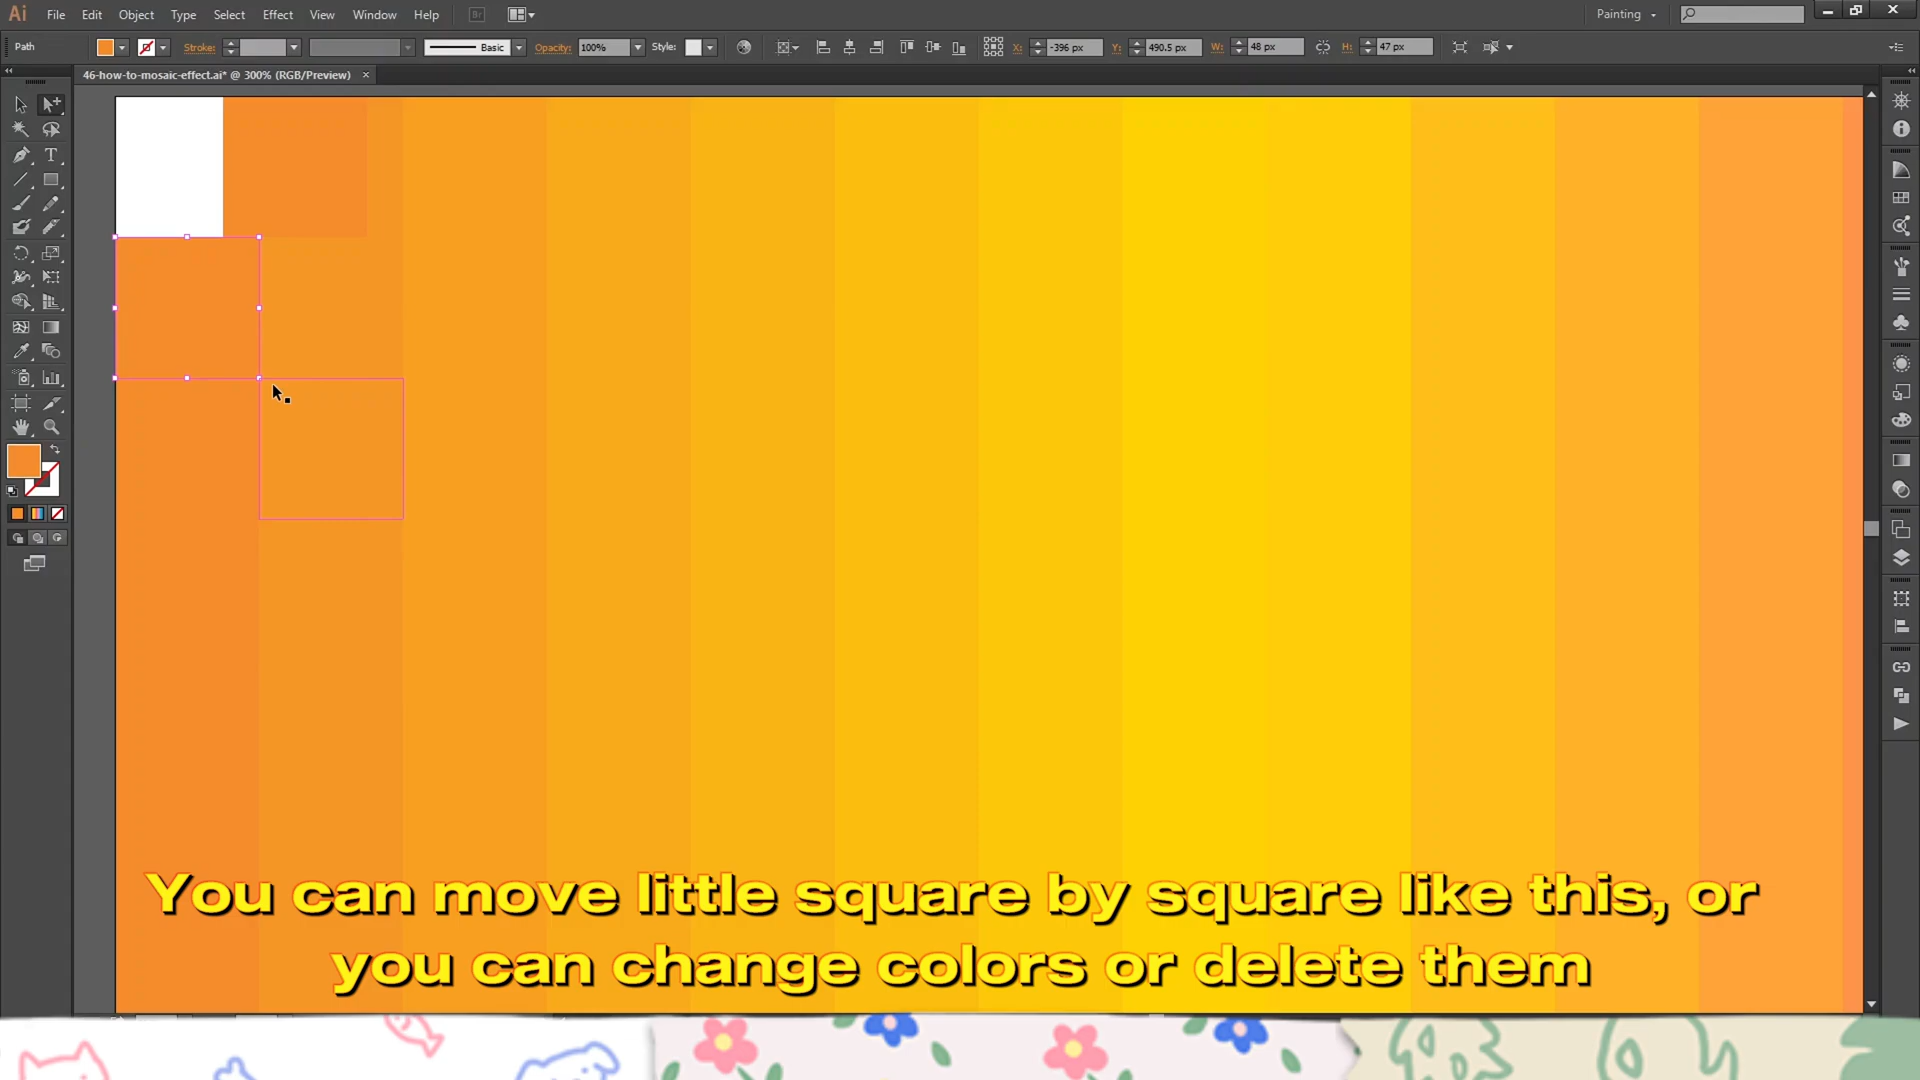 Ai File Edit Object Type Select Effect View Window Help Br Painting
Path Stroke: Basic Opacity: 100% Style: X: -396 px Y: 490.5 px W: 48 px H: 47 px
46-how-to-mosaic-effect.ai* @ 300% (RGB/Preview) ×
You can move little square by square like this, or
you can change colors or delete them